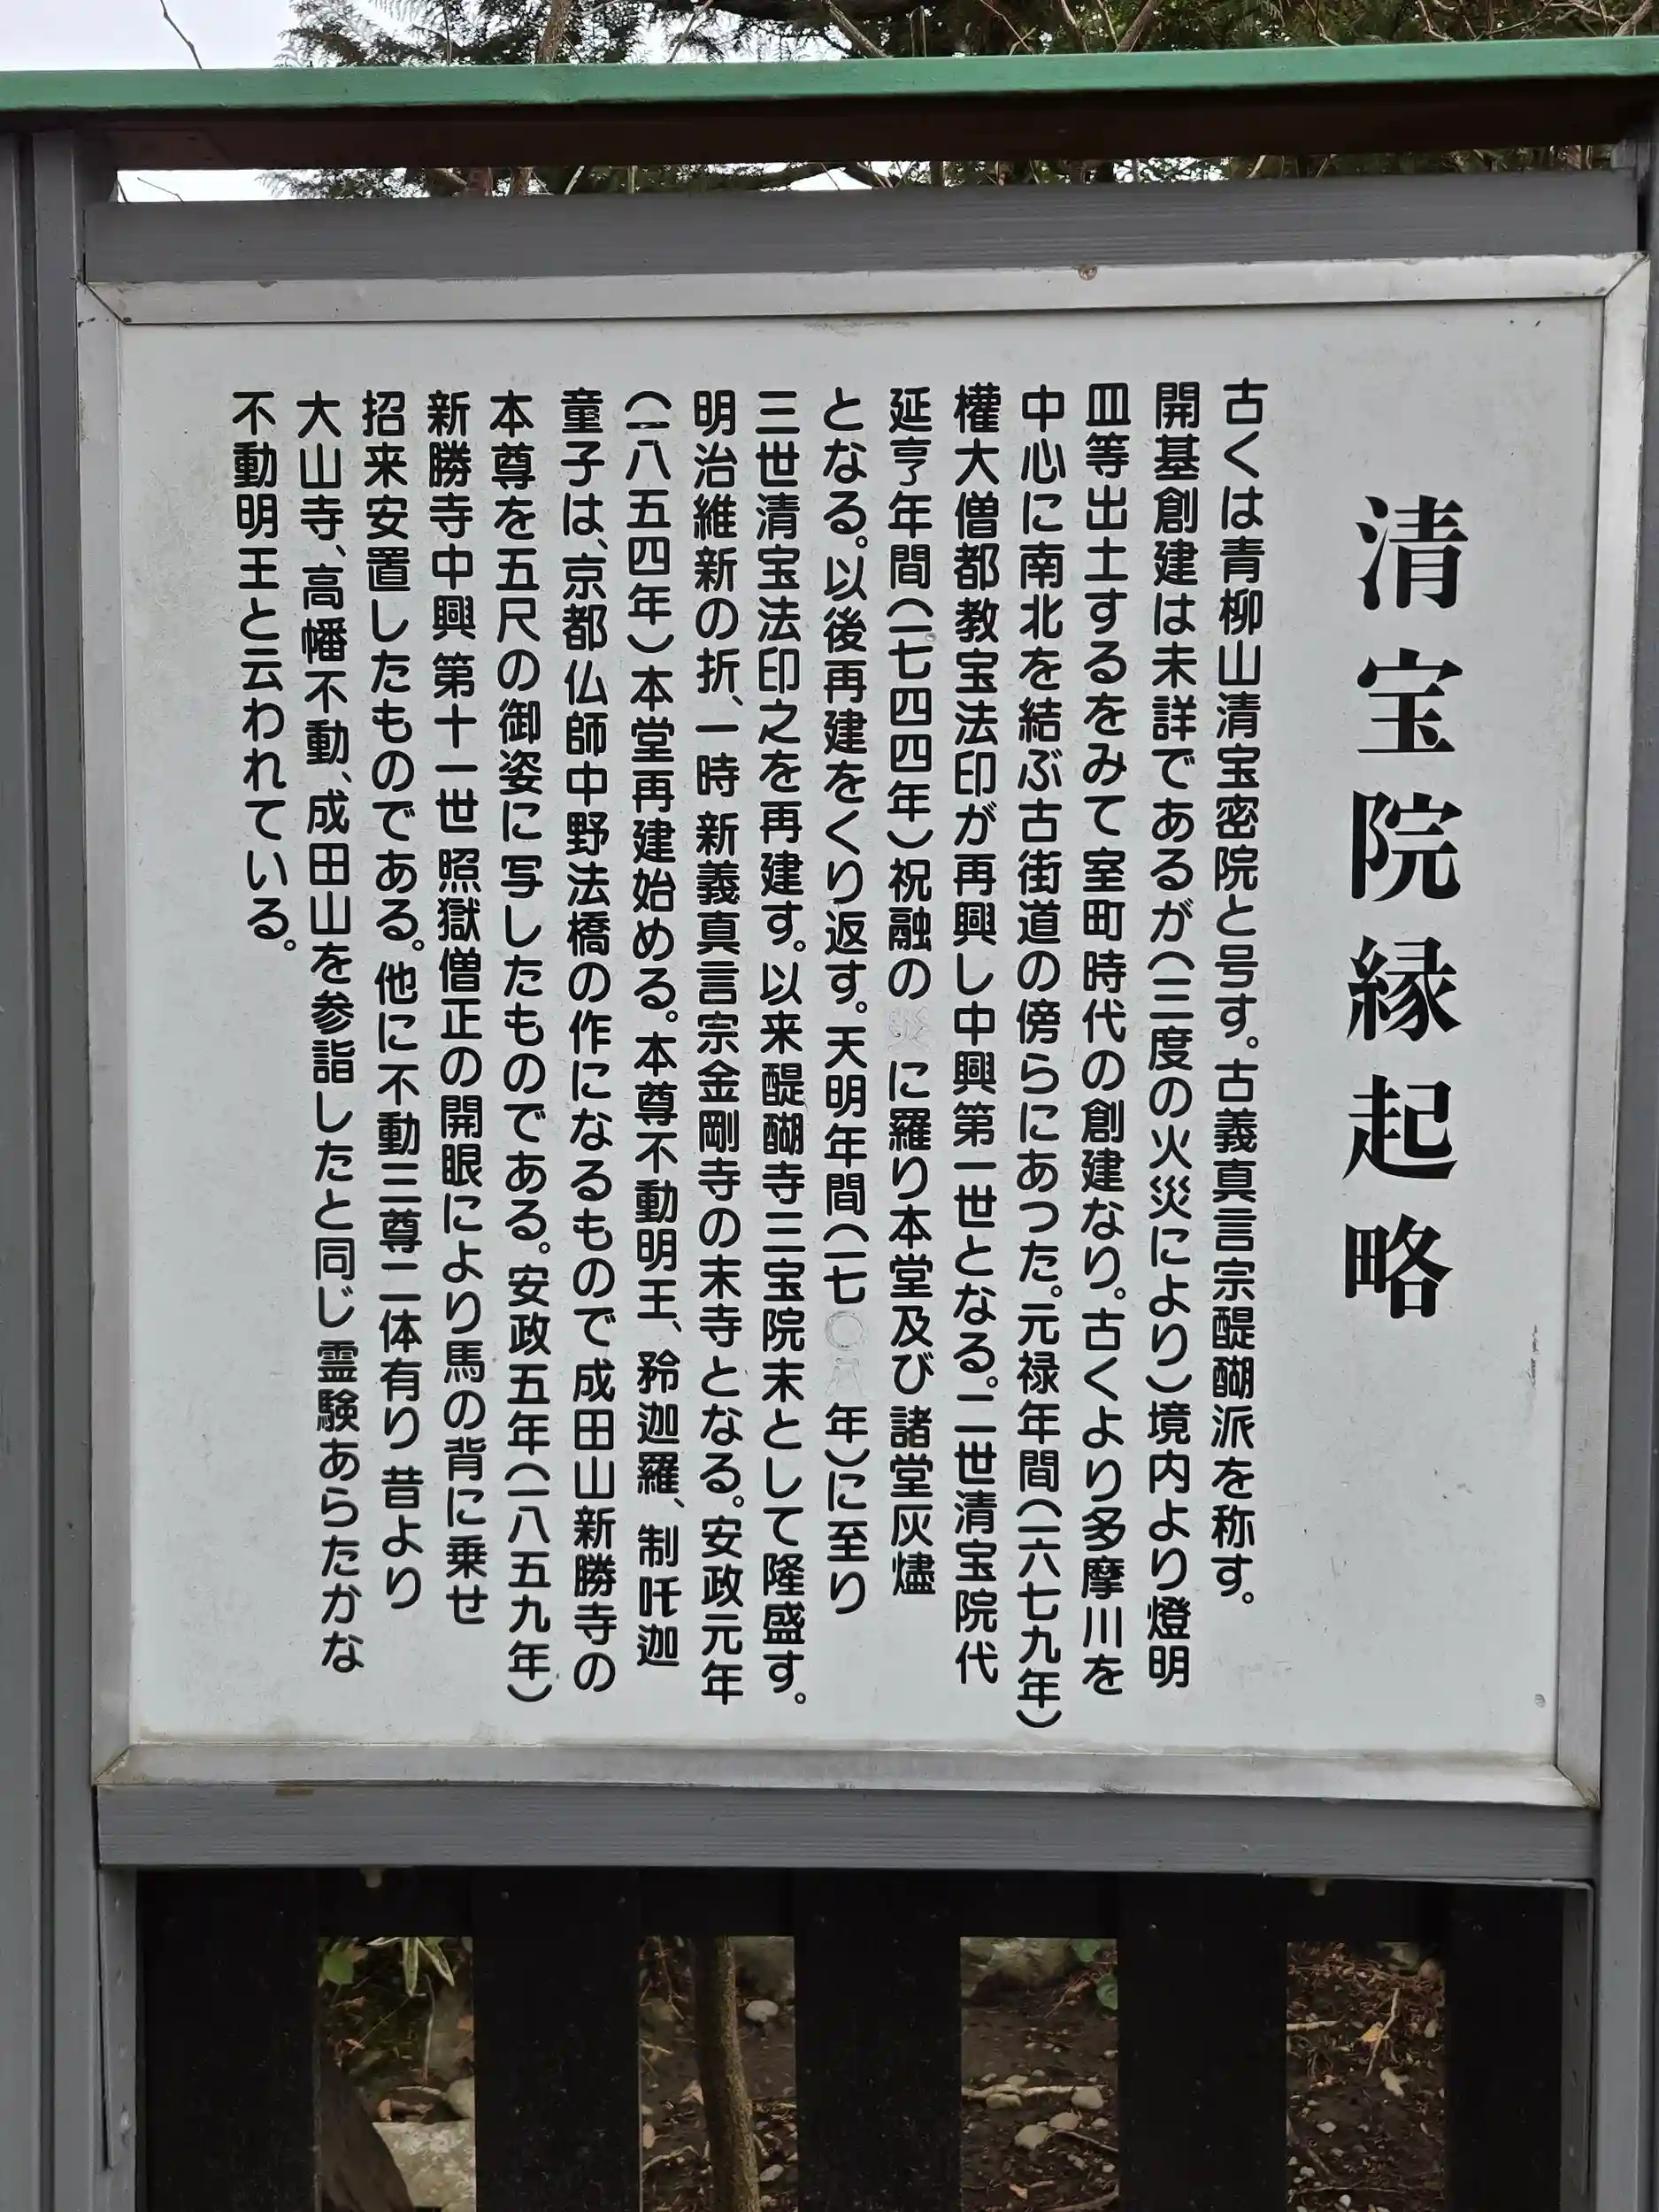 清宝院縁起略
古くは青柳山清宝密院と号す。古義真言宗醍醐派を称す。
開基創建は未詳であるが(三度の火災により)境内より燈明
皿等出土するをみて室町時代の創建なり。古くより多摩川を
中心に南北を結ぶ古街道の傍らにあつた。元禄年間(一六七九年)
權大僧都教宝法印が再興し中興第一世となる。二世清宝院代
延亨年間(一七四四年)祝融の に羅り本堂及び諸堂灰燼
となる。以後再建をくり返す。天明年間(一七 年)に至り
三世清宝法印之を再建す。以来醍醐寺三宝院末として隆盛す。
明治維新の折、一時新義真言宗金剛寺の末寺となる。安政元年
(一八五四年)本堂再建始める。本尊不動明王、矜迦羅、制吒迦
童子は、京都仏師中野法橋の作になるもので成田山新勝寺の
本尊を五尺の御姿に写したものである。安政五年(一八五九年)
新勝寺中興第十一世照獄僧正の開眼により馬の背に乗せ
招来安置したものである。他に不動三尊二体有り昔より
大山寺、高幡不動、成田山を参詣したと同じ霊験あらたかな
不動明王と云われている。